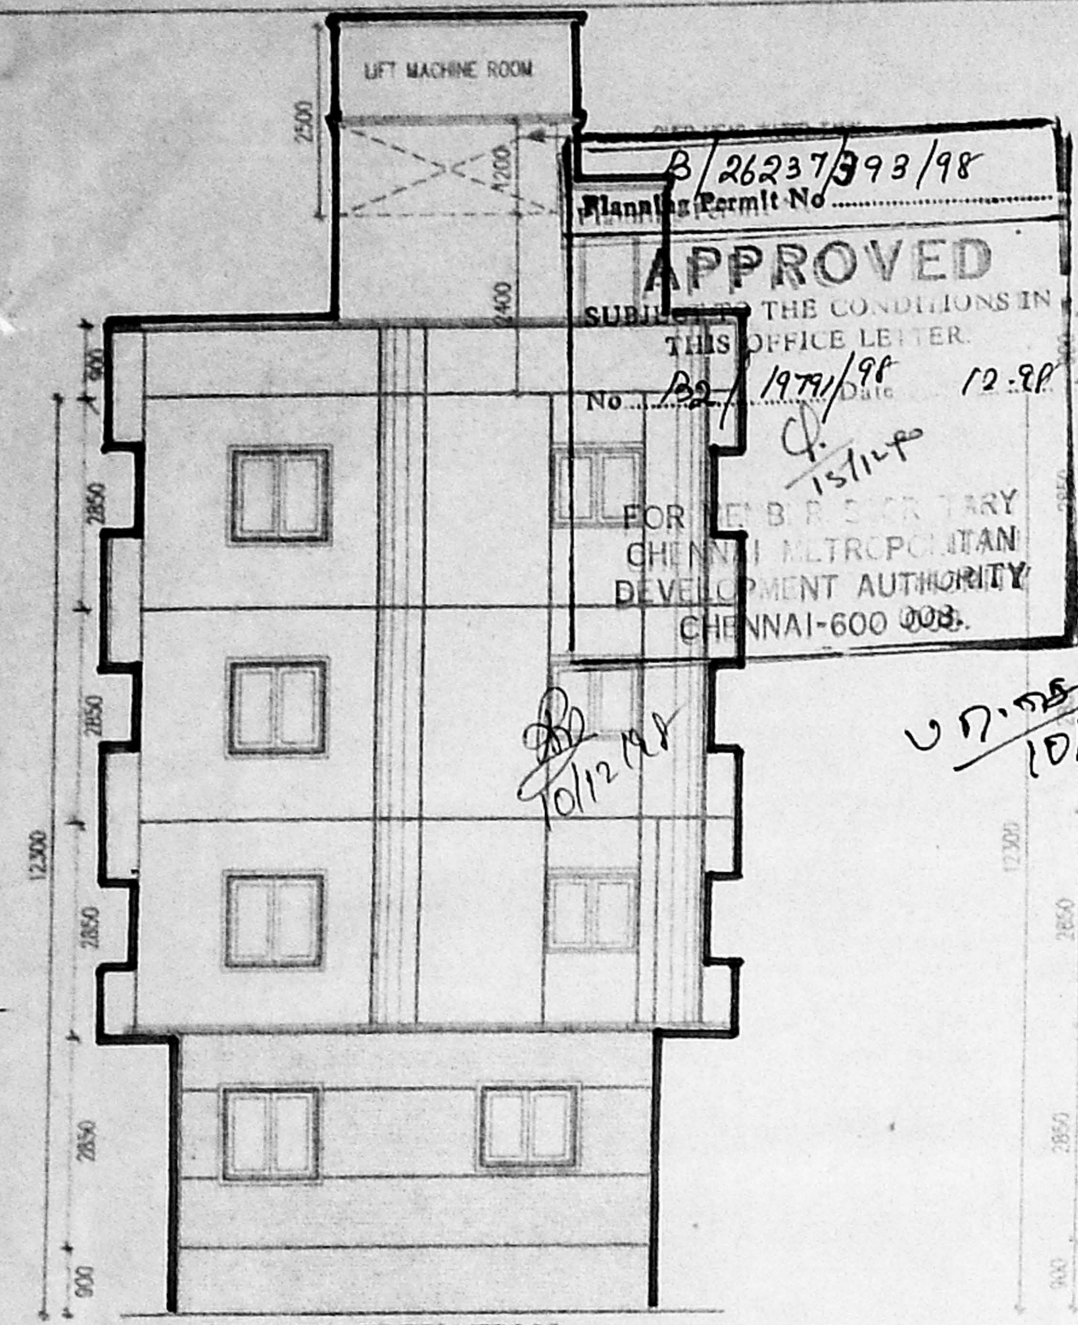 LIFT MACHINE ROOM
2500
1200
2400
B/26237/393/98
Planning Permit No
APPROVED
SUBJECT TO THE CONDITIONS IN
THIS OFFICE LETTER.
No B2/19791/98 Date 12.98
FOR MEMBER SECRETARY
CHENNAI METROPOLITAN
DEVELOPMENT AUTHORITY
CHENNAI-600 008.
10/12/98
900
2850
2850
2850
2850
900
12300
12300
2850
2850
2850
900